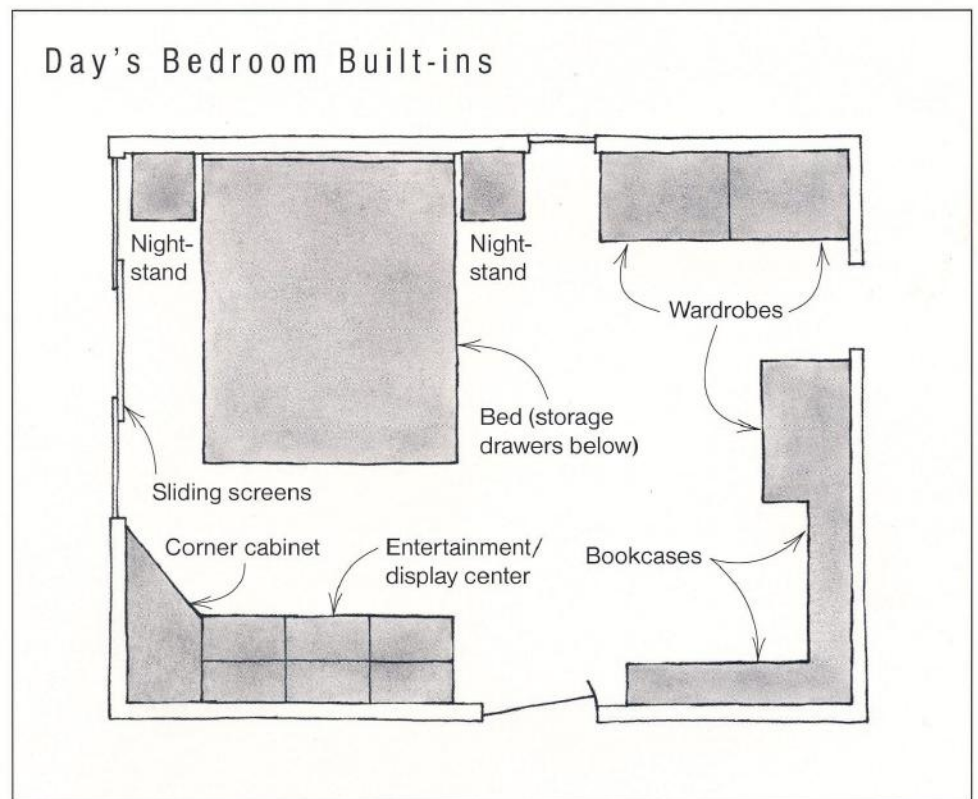 Day's Bedroom Built-ins
Night-
stand
Night-
stand
Wardrobes
Bed (storage
drawers below)
Sliding screens
Corner cabinet
Entertainment/
display center
Bookcases